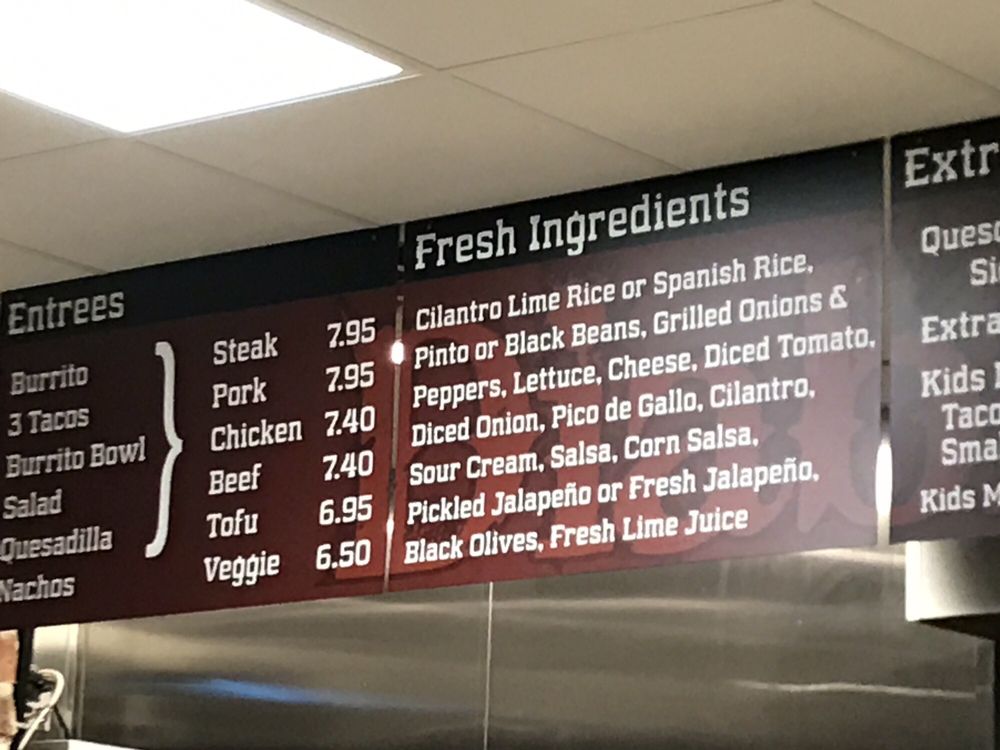 Entrees
Burrito
3 Tacos
Burrito Bowl
Salad
Quesadilla
Nachos
Steak 7.95
Pork 7.95
Chicken 7.40
Beef 7.40
Tofu 6.95
Veggie 6.50
Fresh Ingredients
Cilantro Lime Rice or Spanish Rice,
Pinto or Black Beans, Grilled Onions &
Peppers, Lettuce, Cheese, Diced Tomato,
Diced Onion, Pico de Gallo, Cilantro,
Sour Cream, Salsa, Corn Salsa,
Pickled Jalapeño or Fresh Jalapeño,
Black Olives, Fresh Lime Juice
Extr
Extra
Kids
Taco
Kids